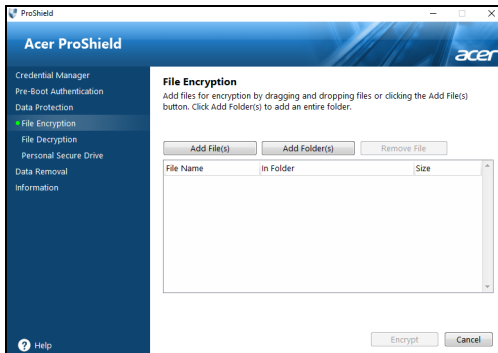 ProShield
Acer ProShield
acer
Credential Manager
Pre-Boot Authentication
Data Protection
File Encryption
File Decryption
Personal Secure Drive
Data Removal
Information
Help
File Encryption
Add files for encryption by dragging and dropping files or clicking the Add File(s)
button. Click Add Folder(s) to add an entire folder.
Add File(s) Add Folder(s) Remove File
File Name In Folder Size
Encrypt Cancel